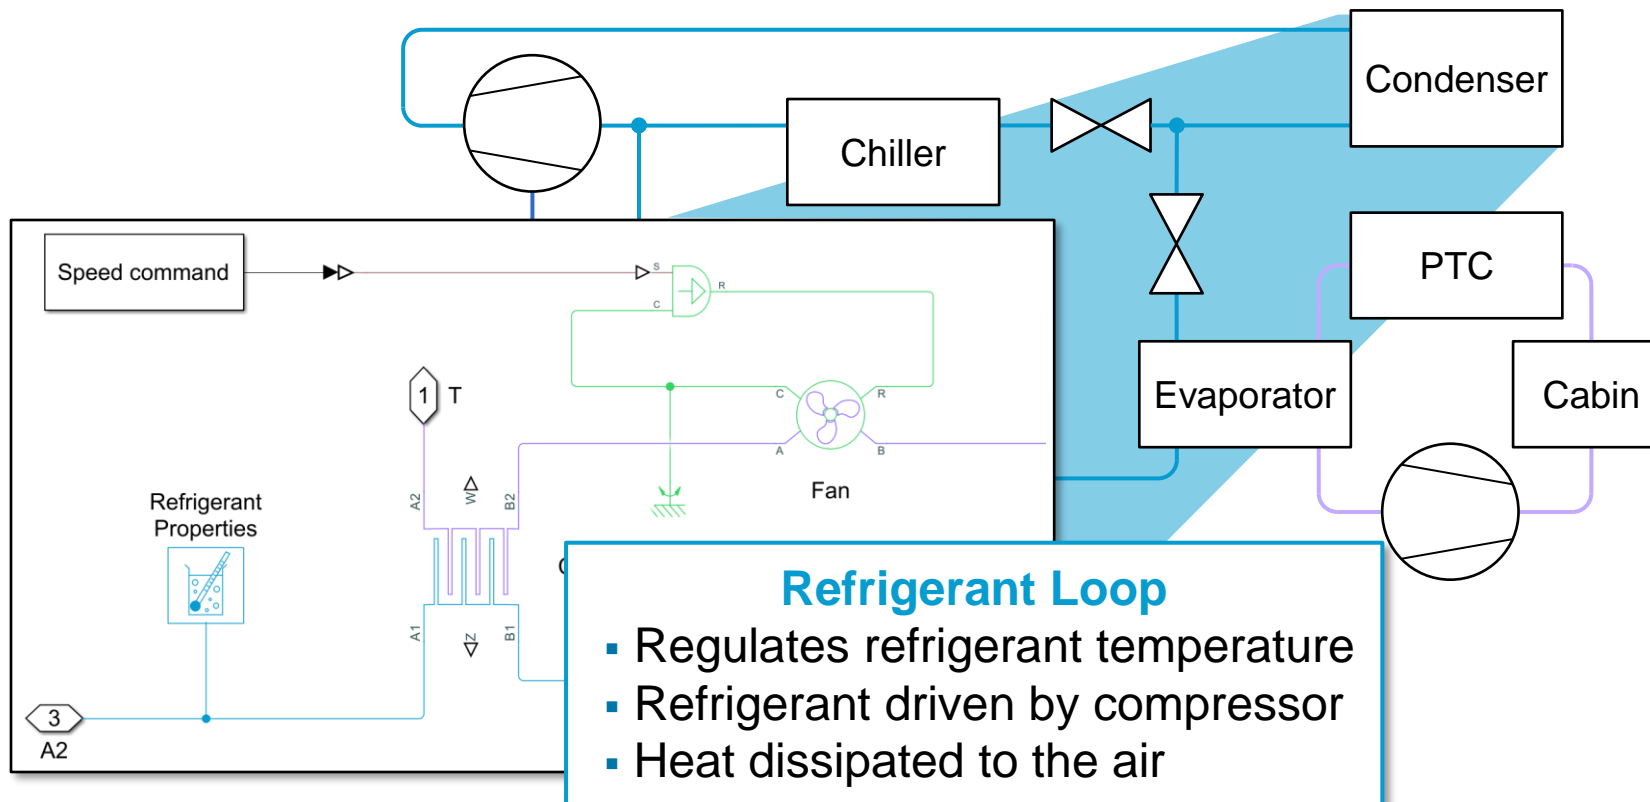 Condenser
Chiller
PTC
Evaporator
Cabin
Speed command
S
C
R
1
T
C
R
A
B
Fan
A2
W
B2
Refrigerant
Properties
A1
Z
B1
3
A2
Refrigerant Loop
▪ Regulates refrigerant temperature
▪ Refrigerant driven by compressor
▪ Heat dissipated to the air